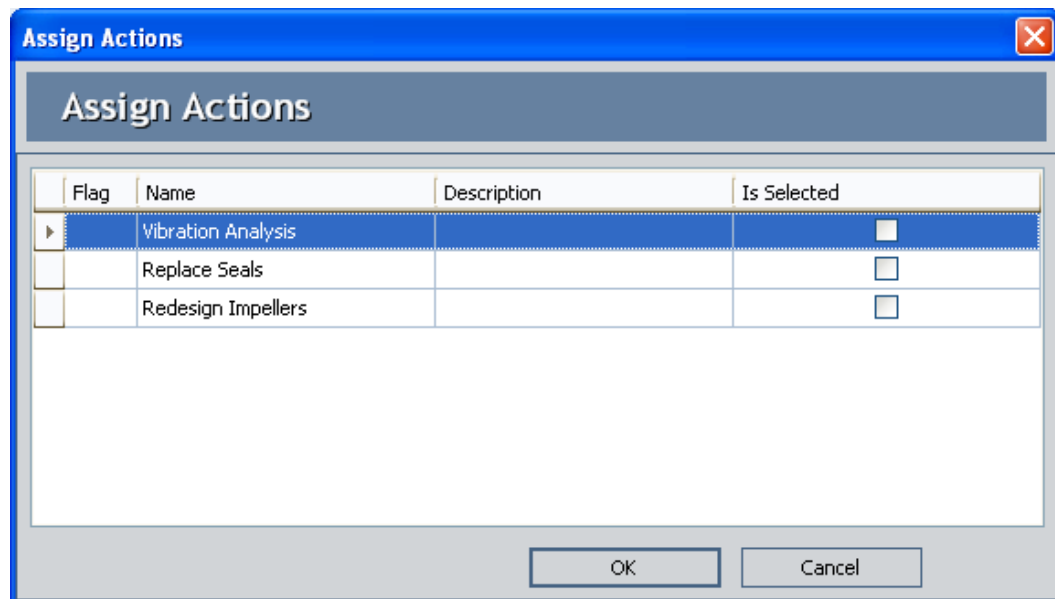 Assign Actions
Assign Actions
Flag Name Description Is Selected
Vibration Analysis
Replace Seals
Redesign Impellers
OK Cancel